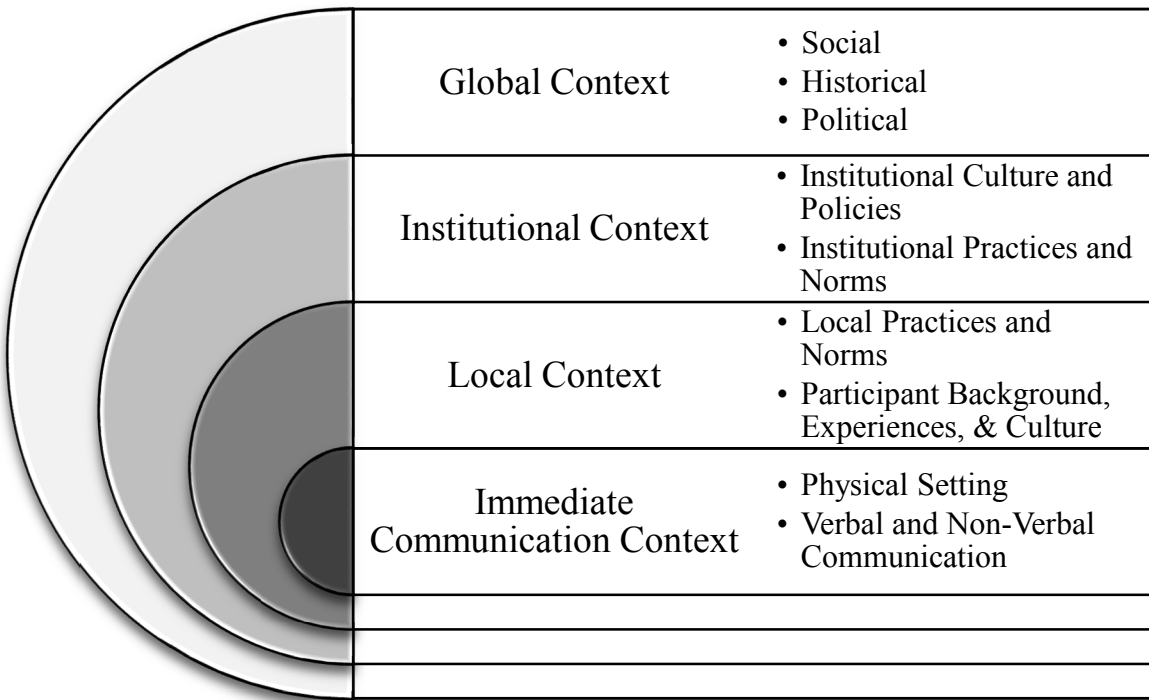 Global Context
• Social
• Historical
• Political
Institutional Context
• Institutional Culture and
Policies
• Institutional Practices and
Norms
Local Context
• Local Practices and
Norms
• Participant Background,
Experiences, & Culture
Immediate
Communication Context
• Physical Setting
• Verbal and Non-Verbal
Communication